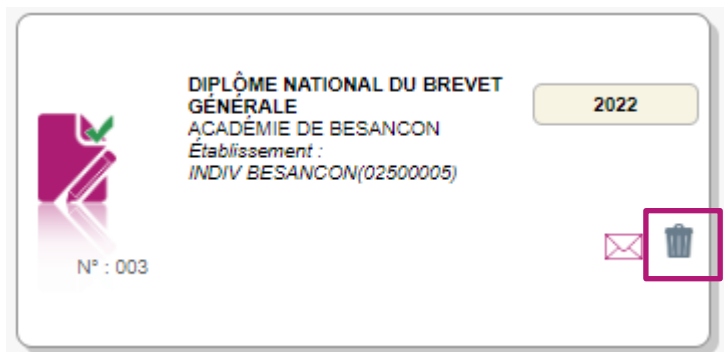 DIPLÔME NATIONAL DU BREVET
GÉNÉRALE
2022
ACADÉMIE DE BESANCON
Établissement :
INDIV BESANCON(02500005)
N° : 003